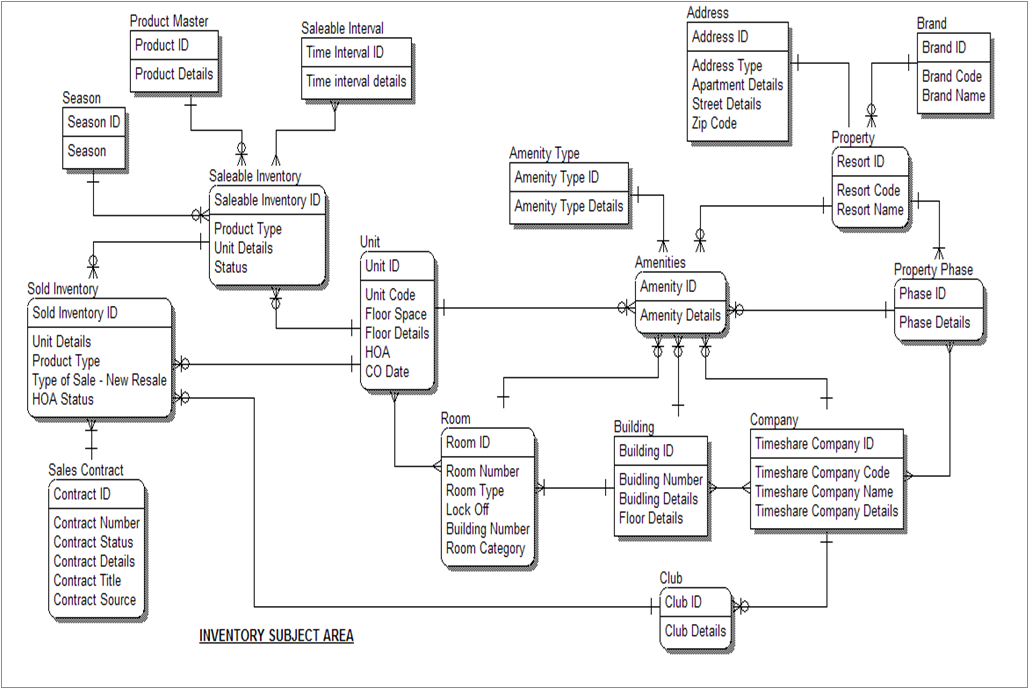 Product Master
Product ID
Product Details
Saleable Interval
Time Interval ID
Time interval details
Address
Address ID
Address Type
Apartment Details
Street Details
Zip Code
Brand
Brand ID
Brand Code
Brand Name
Season
Season ID
Season
Amenity Type
Amenity Type ID
Amenity Type Details
Property
Resort ID
Resort Code
Resort Name
Saleable Inventory
Saleable Inventory ID
Product Type
Unit Details
Status
Unit
Unit ID
Unit Code
Floor Space
Floor Details
HOA
CO Date
Amenities
Amenity ID
Amenity Details
Property Phase
Phase ID
Phase Details
Sold Inventory
Sold Inventory ID
Unit Details
Product Type
Type of Sale - New Resale
HOA Status
Room
Room ID
Room Number
Room Type
Lock Off
Building Number
Room Category
Building
Building ID
Buidling Number
Buidling Details
Floor Details
Company
Timeshare Company ID
Timeshare Company Code
Timeshare Company Name
Timeshare Company Details
Sales Contract
Contract ID
Contract Number
Contract Status
Contract Details
Contract Title
Contract Source
Club
Club ID
Club Details
INVENTORY SUBJECT AREA